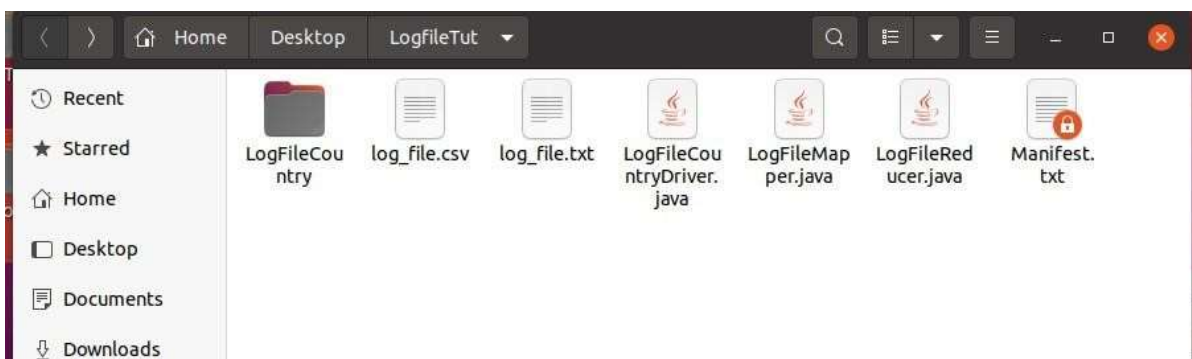 Home Desktop LogfileTut
Recent
Starred
Home
Desktop
Documents
Downloads
LogFileCou
ntry
log_file.csv
log_file.txt
LogFileCou
ntryDriver.
java
LogFileMap
per.java
LogFileRed
ucer.java
Manifest.
txt